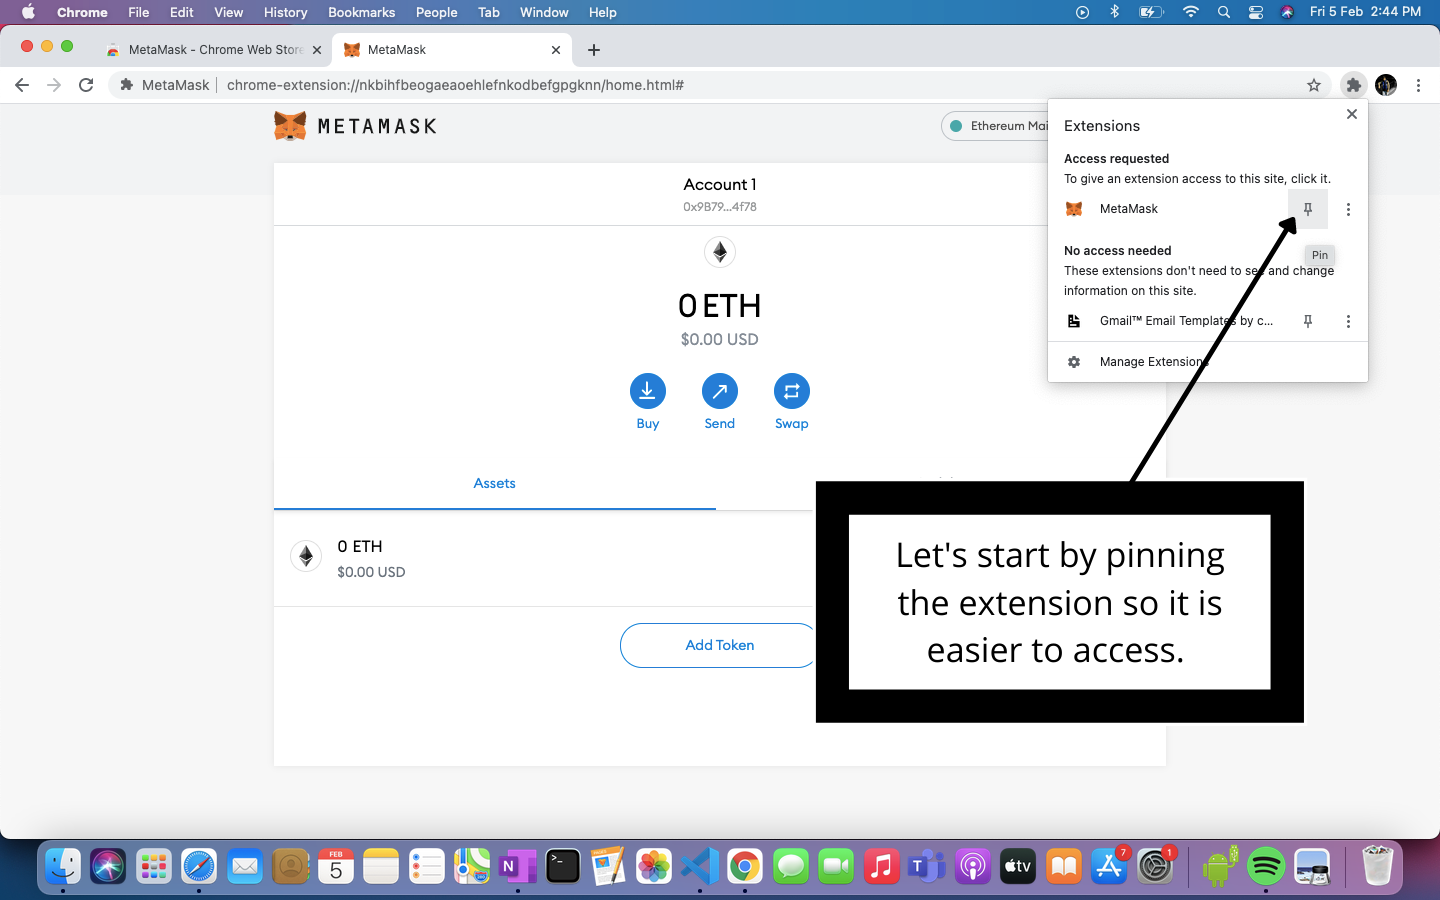 Chrome File Edit View History Bookmarks People Tab Window Help Fri 5 Feb 2:44 PM
MetaMask - Chrome Web Store
MetaMask
MetaMask
chrome-extension://nkbihfbeogaeaoehlefnkodbefgpgknn/home.html#
METAMASK
Ethereum Mai
Extensions
Access requested
To give an extension access to this site, click it.
MetaMask
Pin
No access needed
These extensions don't need to see and change
information on this site.
Gmail™ Email Templates by c...
Manage Extensions
Account 1
0x9B79...4f78
0 ETH
$0.00 USD
Buy
Send
Swap
Assets
0 ETH
$0.00 USD
Add Token
Let's start by pinning
the extension so it is
easier to access.
FEB
5
N
>_
PAGES
280
T
tv
7
1